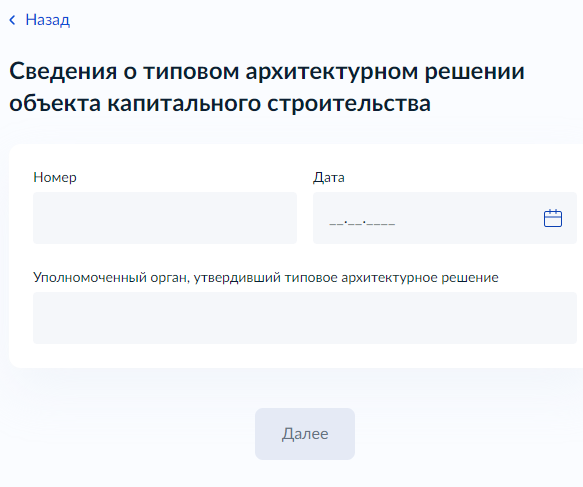 Назад
Сведения о типовом архитектурном решении
объекта капитального строительства
Номер
Дата
__.__.____
Уполномоченный орган, утвердивший типовое архитектурное решение
Далее